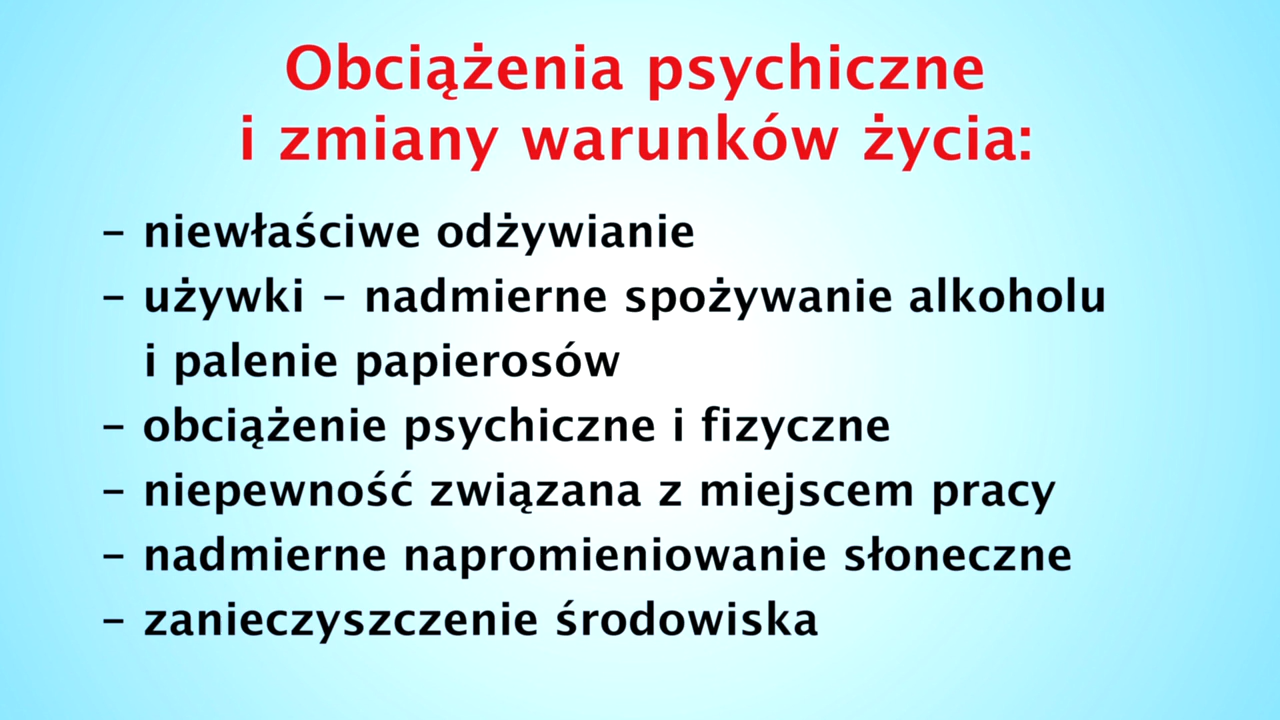 Obciążenia psychiczne
i zmiany warunków życia:
– niewłaściwe odżywianie
– używki – nadmierne spożywanie alkoholu
i palenie papierosów
– obciążenie psychiczne i fizyczne
– niepewność związana z miejscem pracy
– nadmierne napromieniowanie słoneczne
– zanieczyszczenie środowiska